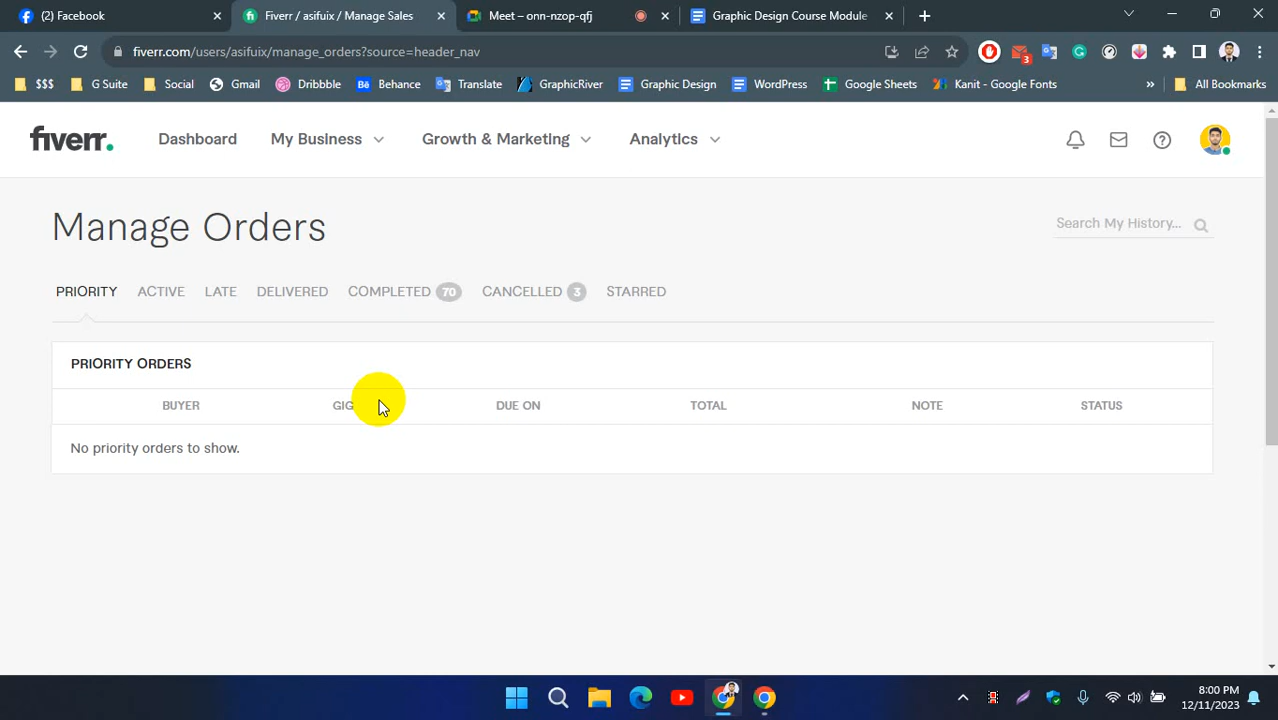 (2) Facebook
Fiverr / asifuix / Manage Sales
Meet – onn-nzop-qfj
Graphic Design Course Module
fiverr.com/users/asifuix/manage_orders?source=header_nav
3
$$$
G Suite
Social
Gmail
Dribbble
Behance
Translate
GraphicRiver
Graphic Design
WordPress
Google Sheets
Kanit - Google Fonts
»
All Bookmarks
fiverr.
Dashboard
My Business
Growth & Marketing
Analytics
Manage Orders
Search My History...
PRIORITY
ACTIVE
LATE
DELIVERED
COMPLETED 70
CANCELLED 3
STARRED
PRIORITY ORDERS
BUYER
GIG
DUE ON
TOTAL
NOTE
STATUS
No priority orders to show.
8:00 PM
12/11/2023